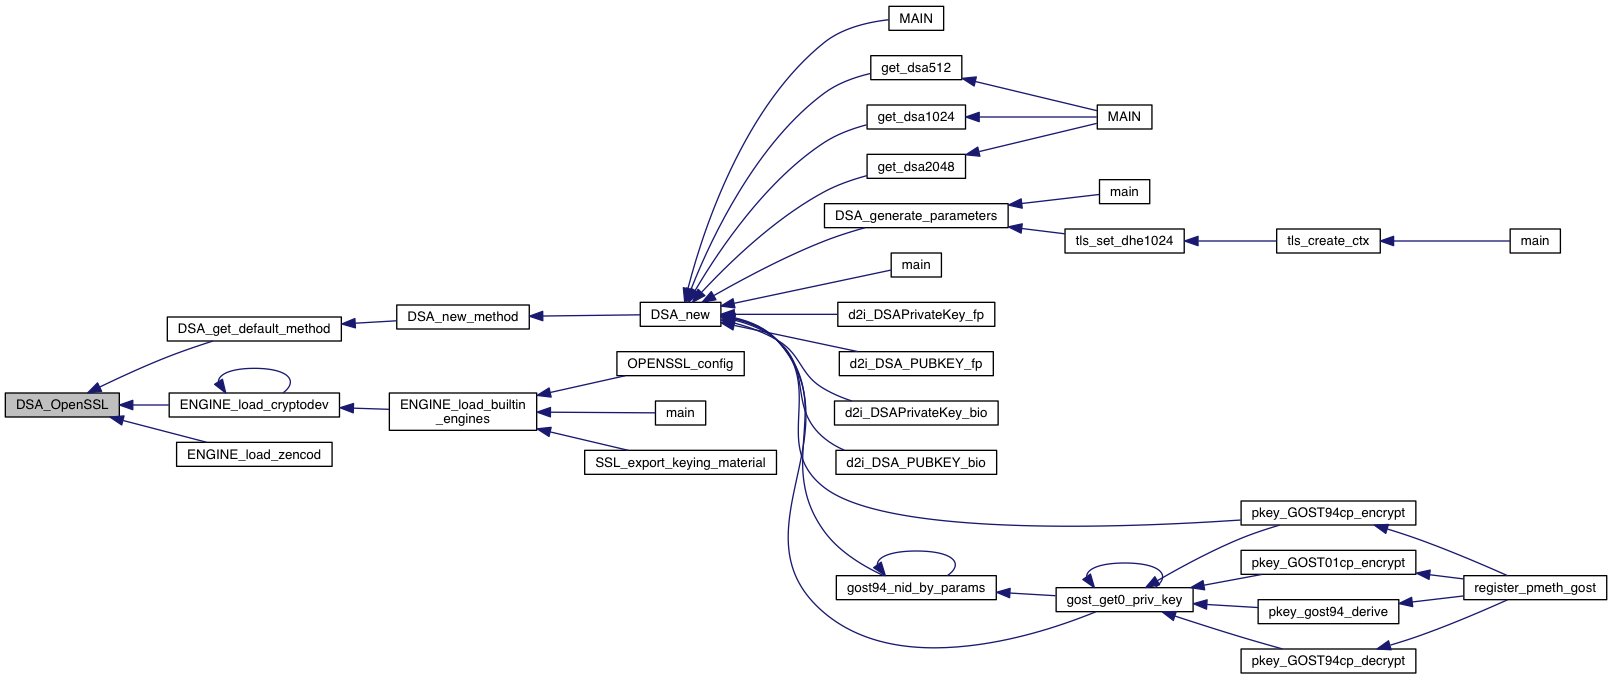 MAIN
get_dsa512
get_dsa1024
MAIN
get_dsa2048
main
DSA_generate_parameters
tls_set_dhe1024
tls_create_ctx
main
main
DSA_new
d2i_DSAPrivateKey_fp
DSA_new_method
DSA_get_default_method
OPENSSL_config
d2i_DSA_PUBKEY_fp
DSA_OpenSSL
ENGINE_load_cryptodev
ENGINE_load_builtin
_engines
main
d2i_DSAPrivateKey_bio
ENGINE_load_zencod
SSL_export_keying_material
d2i_DSA_PUBKEY_bio
pkey_GOST94cp_encrypt
pkey_GOST01cp_encrypt
gost94_nid_by_params
register_pmeth_gost
gost_get0_priv_key
pkey_gost94_derive
pkey_GOST94cp_decrypt